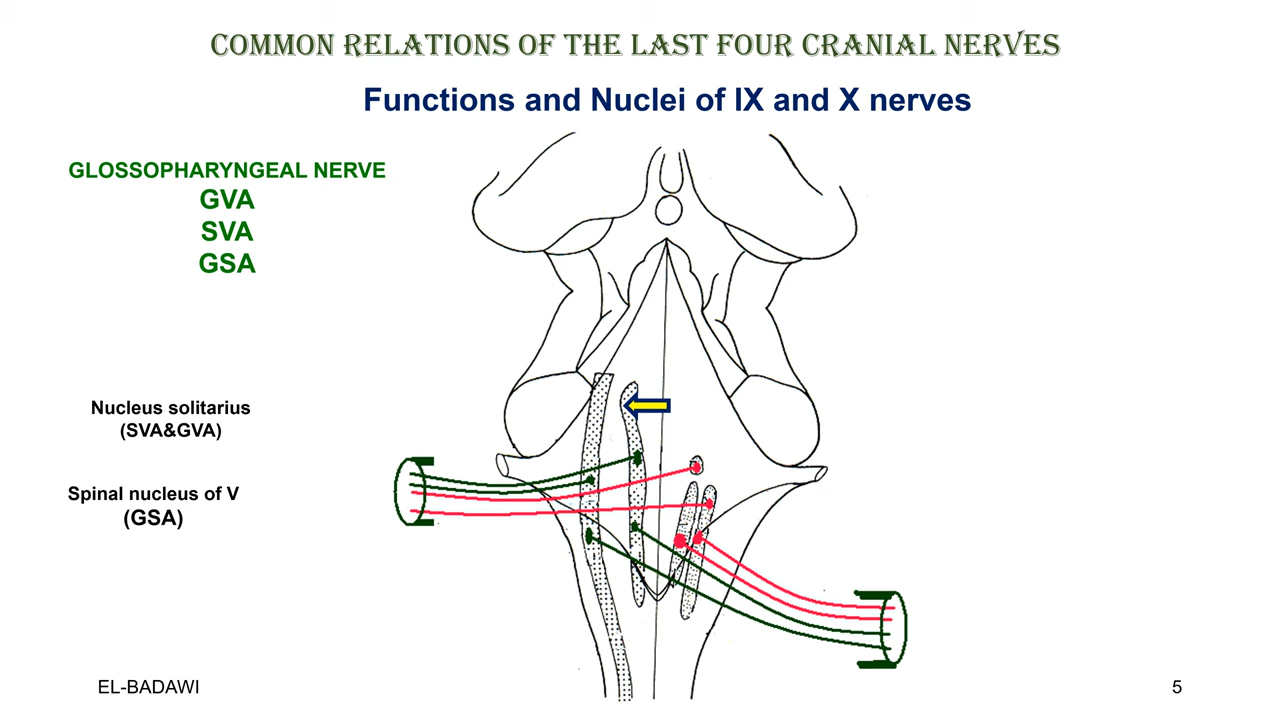 COMMON RELATIONS OF THE LAST FOUR CRANIAL NERVES
Functions and Nuclei of IX and X nerves
GLOSSOPHARYNGEAL NERVE
GVA
SVA
GSA
Nucleus solitarius
(SVA&GVA)
Spinal nucleus of V
(GSA)
EL-BADAWI
5